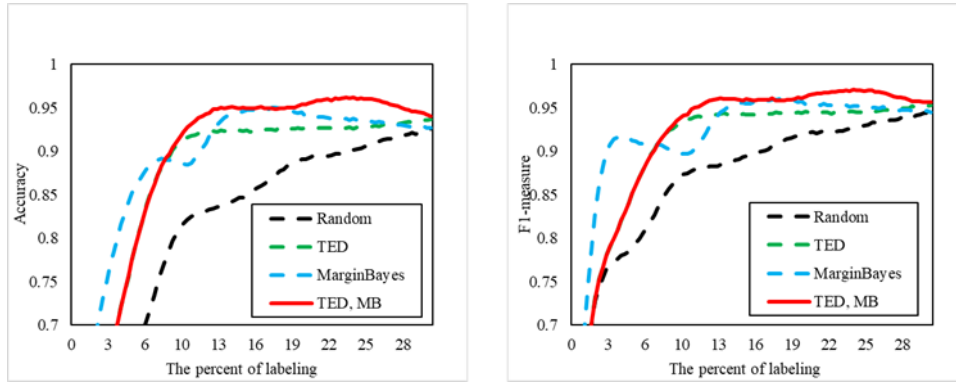 1
0.95
0.9
0.85
0.8
0.75
0.7
Accuracy
0 3 6 10 13 16 19 22 25 28
The percent of labeling
Random
TED
MarginBayes
TED, MB
1
0.95
0.9
0.85
0.8
0.75
0.7
F1-measure
0 3 6 10 13 16 19 22 25 28
The percent of labeling
Random
TED
MarginBayes
TED, MB